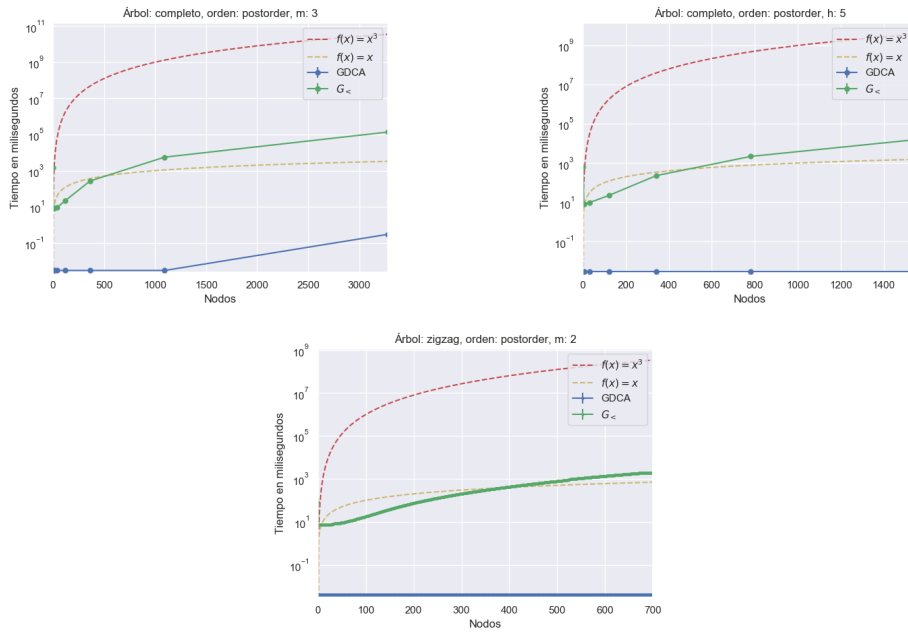 Árbol: completo, orden: postorder, m: 3
10^11
10^9
10^7
10^5
10^3
10^1
10^-1
Tiempo en milisegundos
f(x) = x^3
f(x) = x
GDCA
G_<
0 500 1000 1500 2000 2500 3000
Nodos
Árbol: completo, orden: postorder, h: 5
10^9
10^7
10^5
10^3
10^1
10^-1
Tiempo en milisegundos
f(x) = x^3
f(x) = x
GDCA
G_<
0 200 400 600 800 1000 1200 1400
Nodos
Árbol: zigzag, orden: postorder, m: 2
10^9
10^7
10^5
10^3
10^1
10^-1
Tiempo en milisegundos
f(x) = x^3
f(x) = x
GDCA
G_<
0 100 200 300 400 500 600 700
Nodos